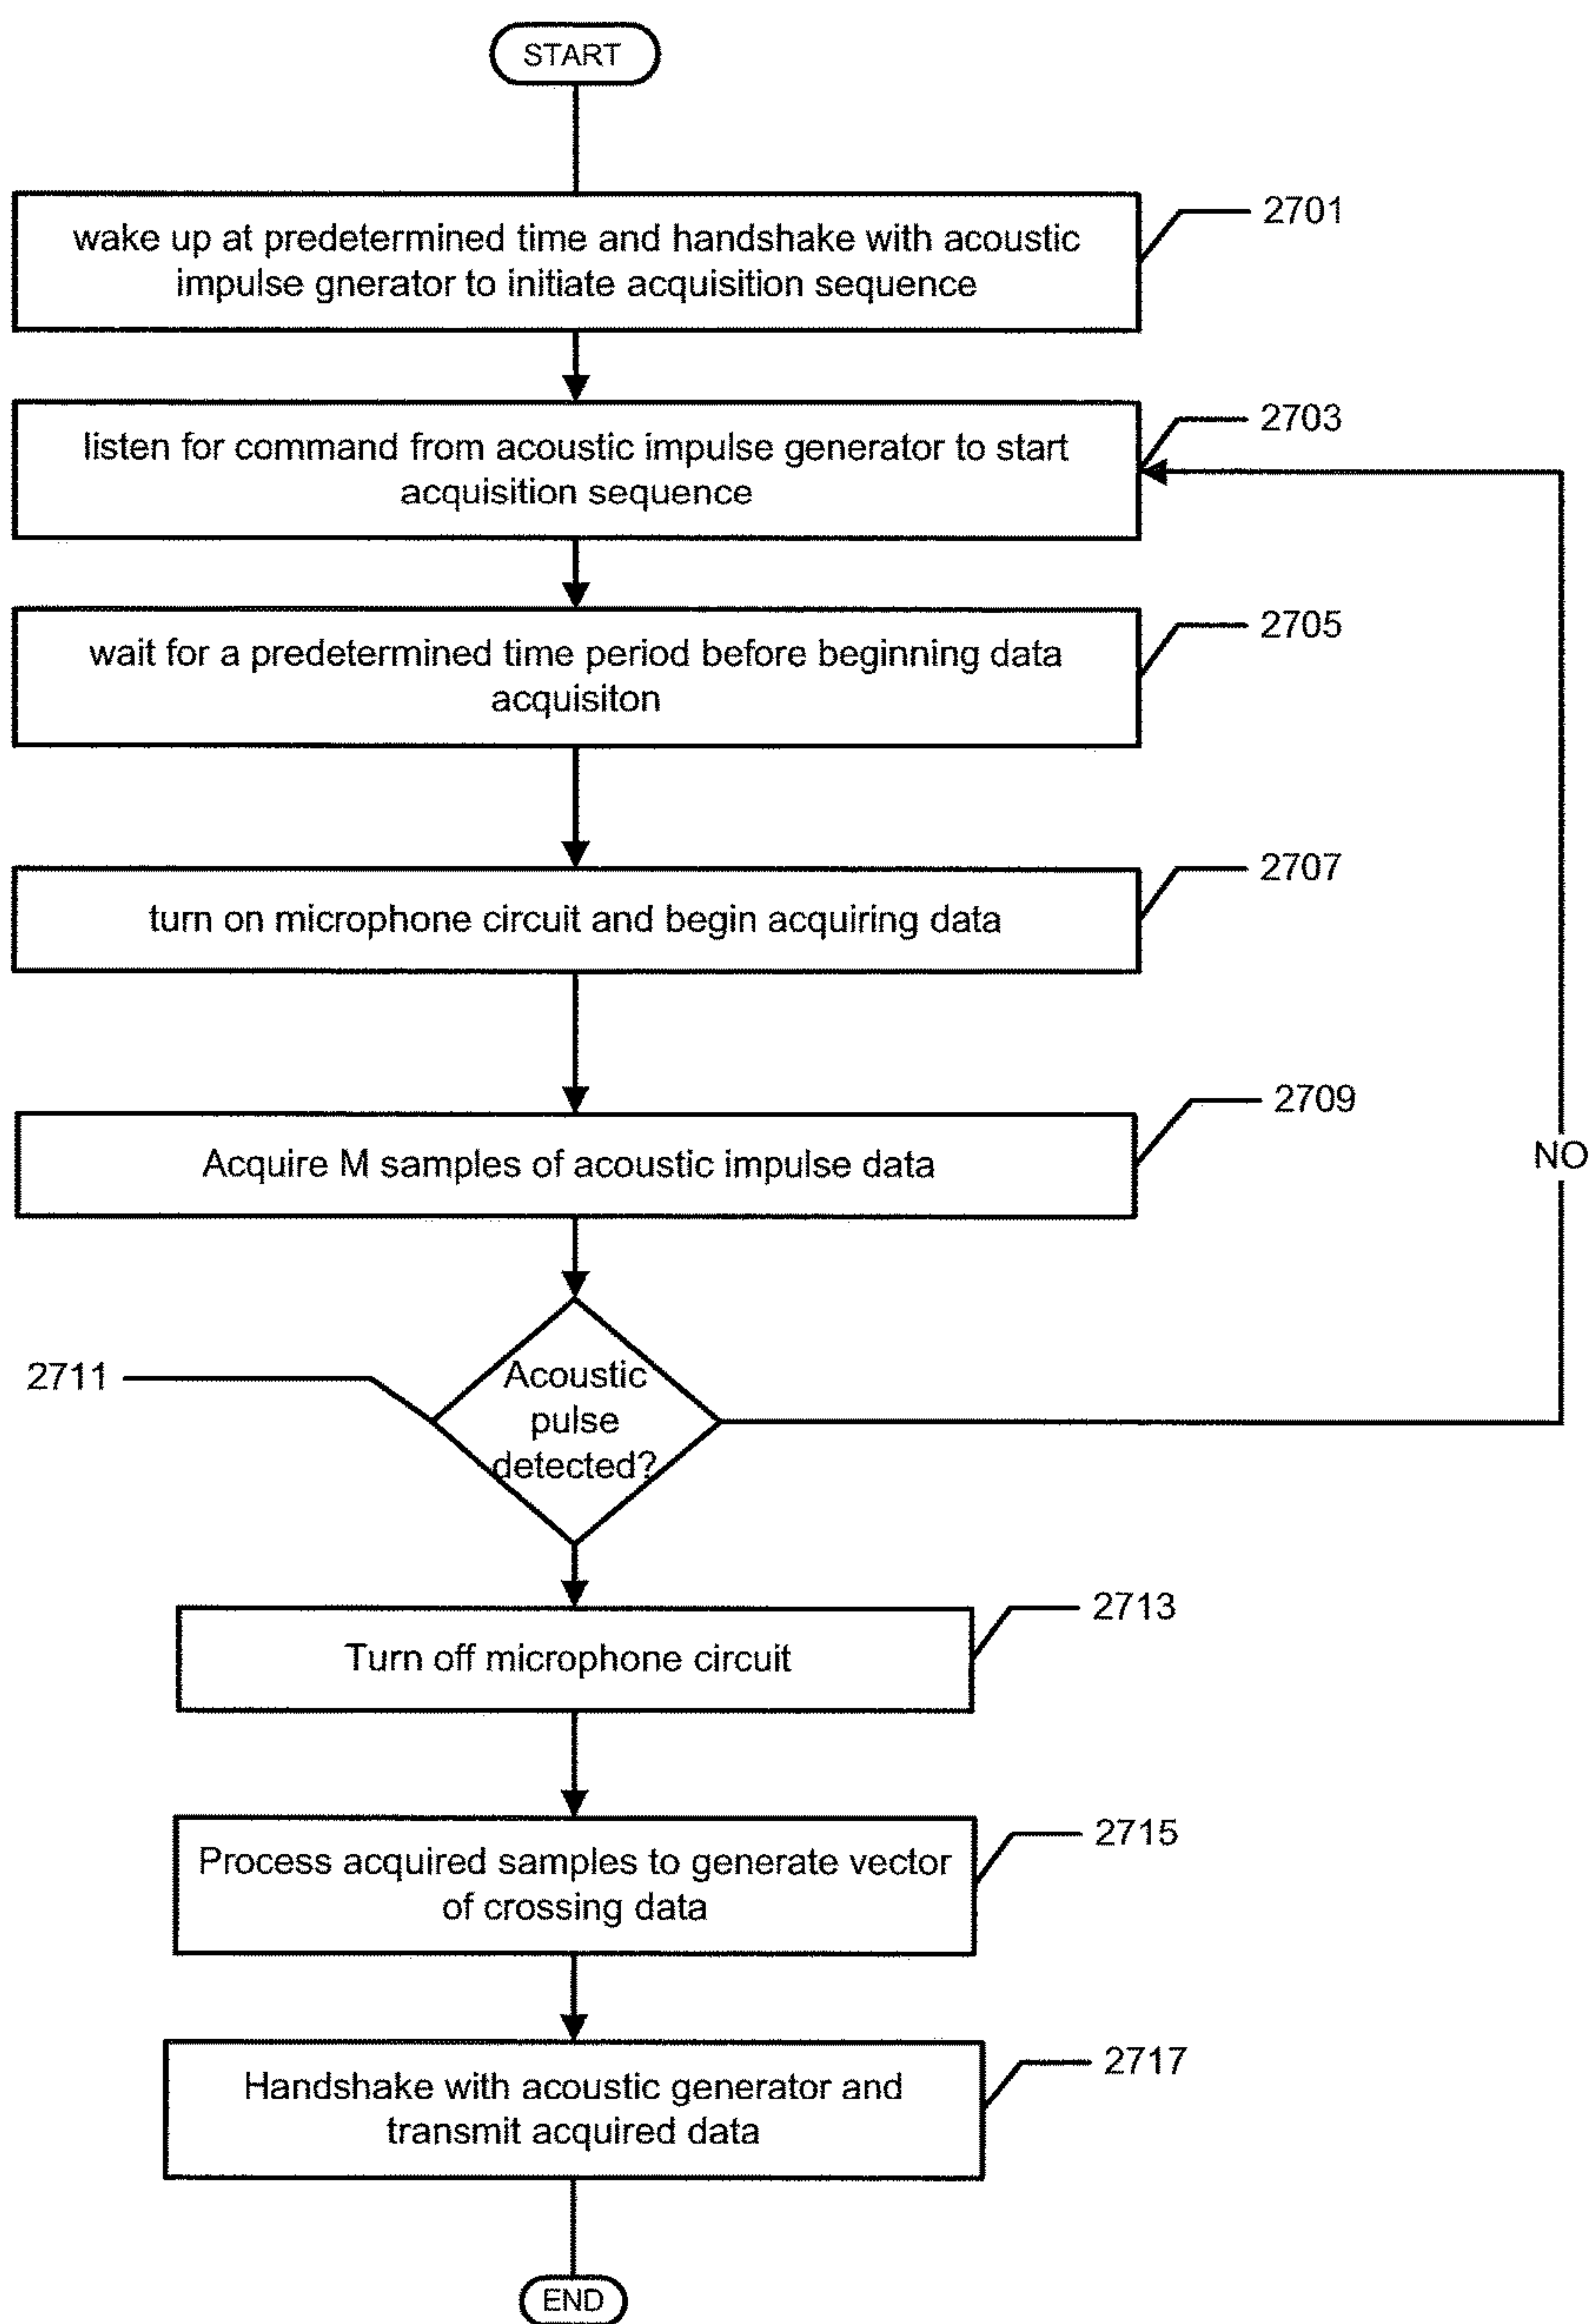 START
wake up at predetermined time and handshake with acoustic
impulse gnerator to initiate acquisition sequence
2701
listen for command from acoustic impulse generator to start
acquisition sequence
2703
wait for a predetermined time period before beginning data
acquisiton
2705
turn on microphone circuit and begin acquiring data
2707
Acquire M samples of acoustic impulse data
2709
NO
2711
Acoustic
pulse
detected?
Turn off microphone circuit
2713
Process acquired samples to generate vector
of crossing data
2715
Handshake with acoustic generator and
transmit acquired data
2717
END